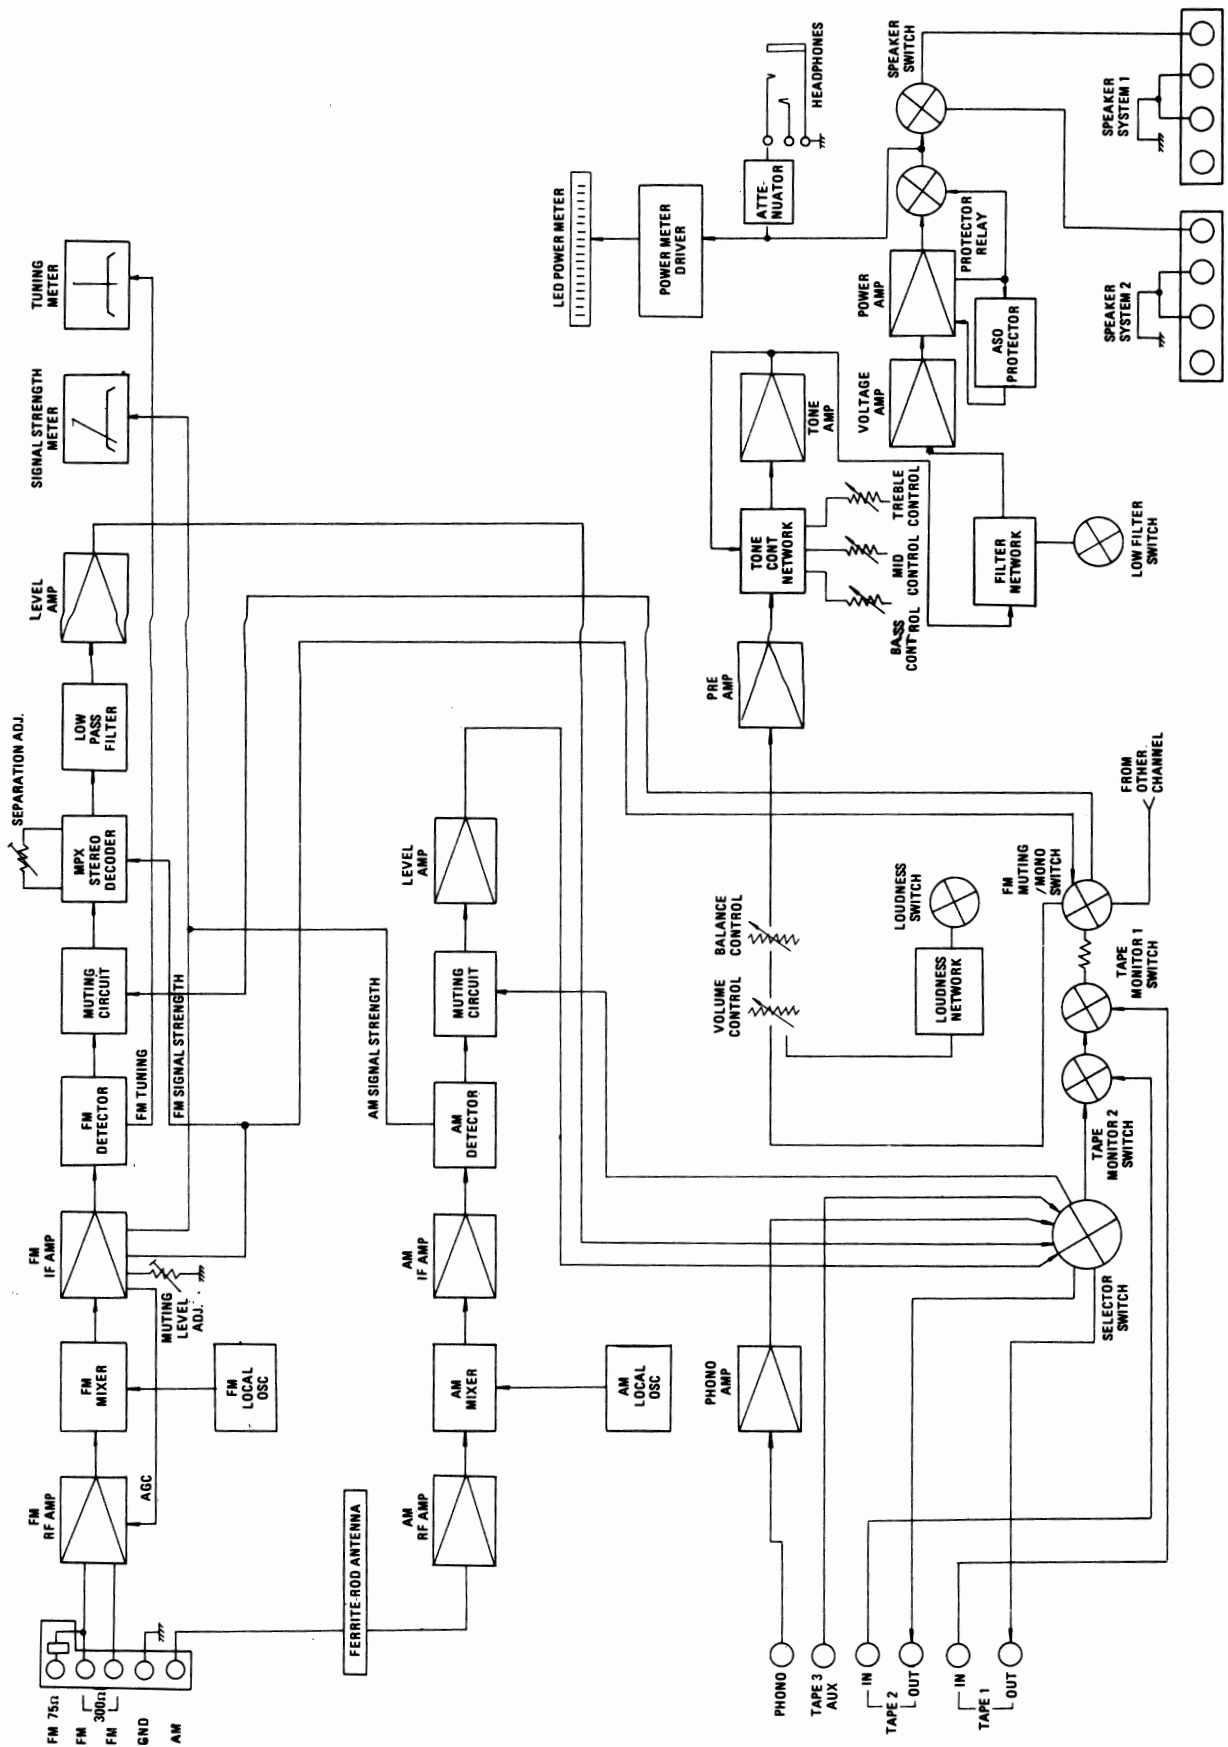 FM 75Ω
FM
300Ω
FM
GND
AM
FM
RF AMP
AGC
FM
MIXER
FM
LOCAL
OSC
FM
IF AMP
MUTING
LEVEL
ADJ.
FM
DETECTOR
FM TUNING
FM SIGNAL STRENGTH
MUTING
CIRCUIT
MPX
STEREO
DECODER
SEPARATION ADJ.
LOW
PASS
FILTER
LEVEL
AMP
SIGNAL STRENGTH
METER
TUNING
METER
FERRITE-ROD ANTENNA
AM
RF AMP
AM
MIXER
AM
LOCAL
OSC
AM
IF AMP
AM
DETECTOR
AM SIGNAL STRENGTH
MUTING
CIRCUIT
LEVEL AMP
PHONO
TAPE 3
AUX
IN
TAPE 2
OUT
IN
TAPE 1
OUT
PHONO
AMP
SELECTOR
SWITCH
TAPE
MONITOR 2
SWITCH
TAPE
MONITOR 1
SWITCH
FM
MUTING
/MONO
SWITCH
FROM
OTHER
CHANNEL
VOLUME
CONTROL
BALANCE
CONTROL
LOUDNESS
NETWORK
LOUDNESS
SWITCH
PRE
AMP
TONE
CONT
NETWORK
BASS
CONTROL
MID
CONTROL
TREBLE
CONTROL
TONE
AMP
FILTER
NETWORK
LOW FILTER
SWITCH
VOLTAGE
AMP
POWER
AMP
ASO
PROTECTOR
PROTECTOR
RELAY
LED POWER METER
POWER METER
DRIVER
ATTE-
NUATOR
HEADPHONES
SPEAKER
SWITCH
SPEAKER
SYSTEM 1
SPEAKER
SYSTEM 2